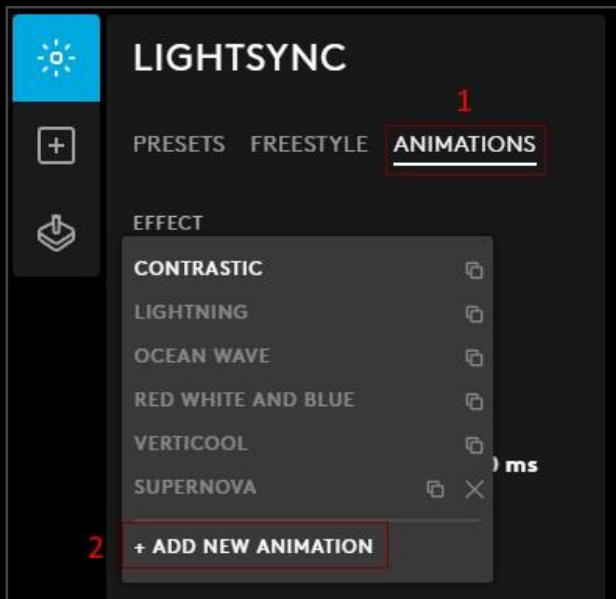 LIGHTSYNC
1
PRESETS FREESTYLE ANIMATIONS
EFFECT
CONTRASTIC
LIGHTNING
OCEAN WAVE
RED WHITE AND BLUE
VERTICOOL
ms
SUPERNOVA
2 + ADD NEW ANIMATION